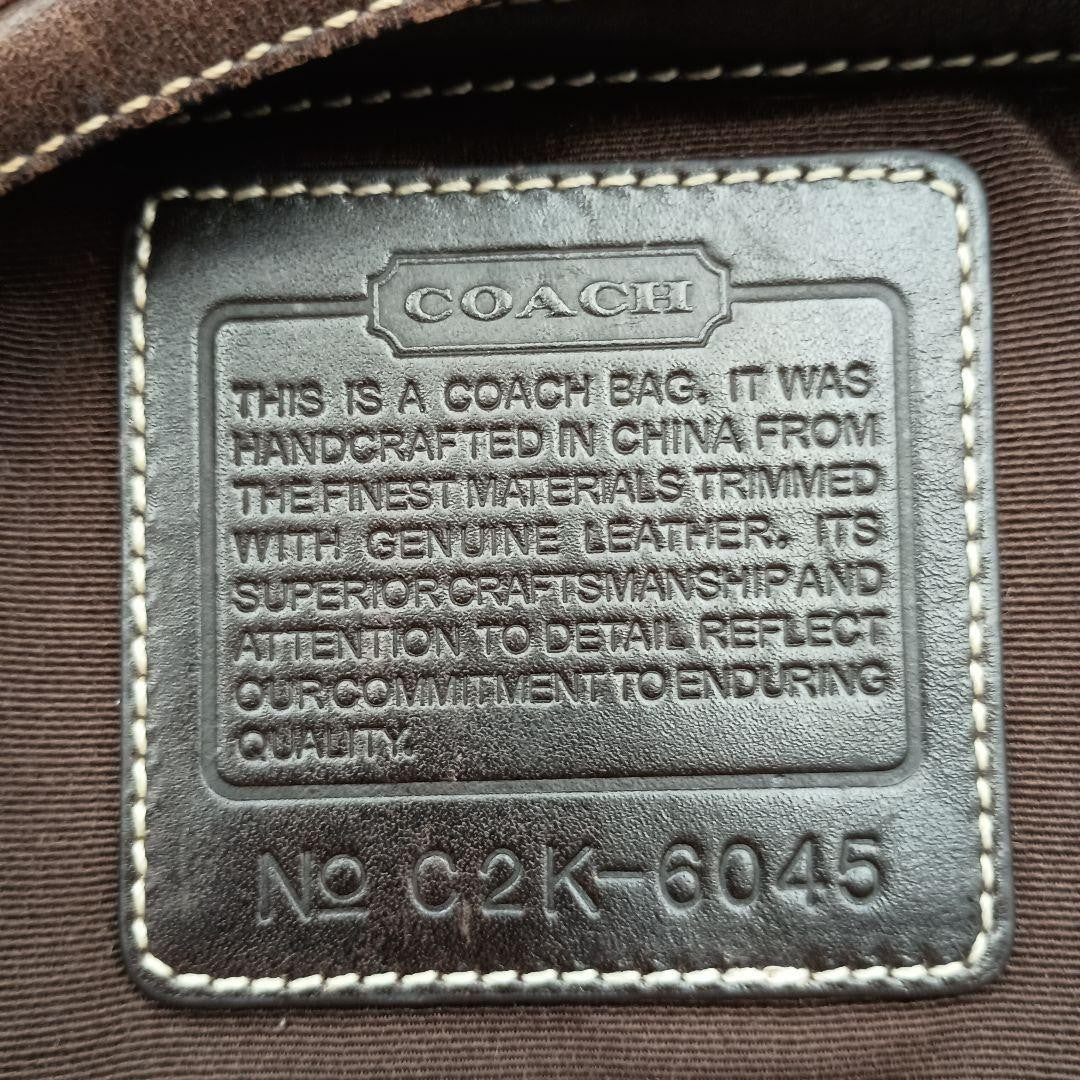 COACH
THIS IS A COACH BAG. IT WAS
HANDCRAFTED IN CHINA FROM
THE FINEST MATERIALS TRIMMED
WITH GENUINE LEATHER. ITS
SUPERIOR CRAFTSMANSHIP AND
ATTENTION TO DETAIL REFLECT
OUR COMMITMENT TO ENDURING
QUALITY.
№ C2K-6045